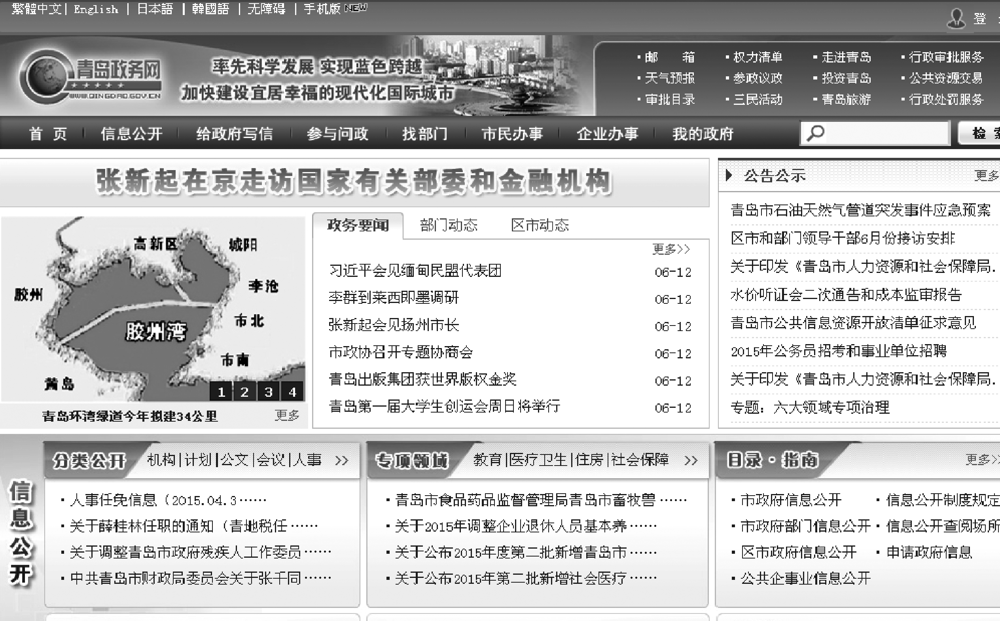 繁體中文| English | 日本語 | 韓國語 | 无障碍 | 手机版 NEW
登
青岛政务网
WWW.QINGDAO.GOV.CN
率先科学发展 实现蓝色跨越
加快建设宜居幸福的现代化国际城市
·邮 箱 ·权力清单 ·走进青岛 ·行政审批服务
·天气预报 ·参政议政 ·投资青岛 ·公共资源交易
·审批目录 ·三民活动 ·青岛旅游 ·行政处罚服务
首 页 信息公开 给政府写信 参与问政 找部门 市民办事 企业办事 我的政府 检
张新起在京走访国家有关部委和金融机构
高新区
城阳
胶州
李沧
市北
胶州湾
市南
黄岛
1 2 3 4
青岛环湾绿道今年拟建34公里 更多
政务要闻 部门动态 区市动态
更多>>
习近平会见缅甸民盟代表团 06-12
李群到莱西即墨调研 06-12
张新起会见扬州市长 06-12
市政协召开专题协商会 06-12
青岛出版集团获世界版权金奖 06-12
青岛第一届大学生创运会周日将举行 06-12
公告公示 更多
青岛市石油天然气管道突发事件应急预案
区市和部门领导干部6月份接访安排
关于印发《青岛市人力资源和社会保障局.
水价听证会二次通告和成本监审报告
青岛市公共信息资源开放清单征求意见
2015年公务员招考和事业单位招聘
关于印发《青岛市人力资源和社会保障局.
专题：六大领域专项治理
信息公开
分类公开 机构|计划|公文|会议|人事 >>
·人事任免信息（2015.04.3……
·关于薛桂林任职的通知（青地税任……
·关于调整青岛市政府残疾人工作委员……
·中共青岛市财政局委员会关于张千同……
专项领域 教育|医疗卫生|住房|社会保障 >>
·青岛市食品药品监督管理局青岛市畜牧兽……
·关于2015年调整企业退休人员基本养……
·关于公布2015年度第二批新增青岛市……
·关于公布2015年第二批新增社会医疗……
目录·指南 更多>>
·市政府信息公开 ·信息公开制度规定
·市政府部门信息公开 ·信息公开查阅场所
·区市政府信息公开 ·申请政府信息
·公共企事业信息公开